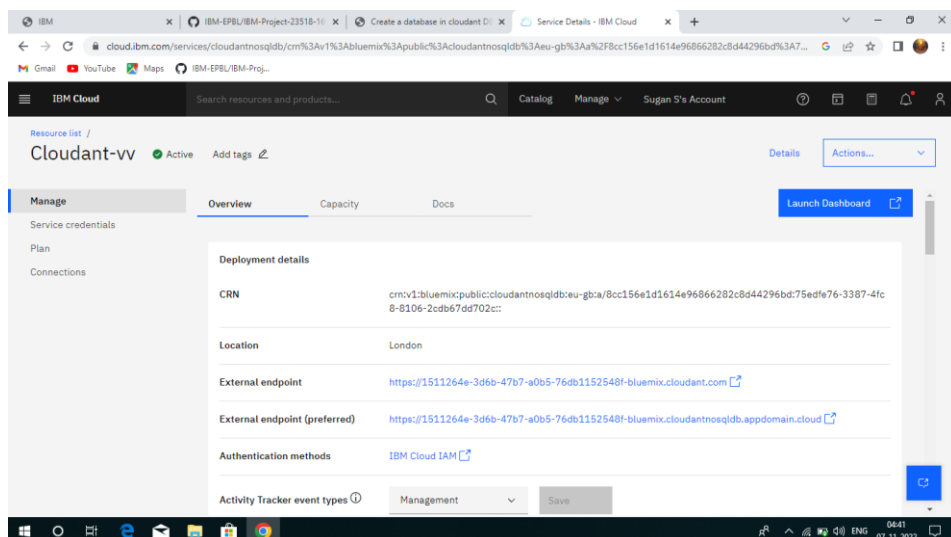 IBM
IBM-EPBL/IBM-Project-23518-16
Create a database in cloudant DB
Service Details - IBM Cloud
cloud.ibm.com/services/cloudantnosqldb/crn%3Av1%3Abluemix%3Apublic%3Acloudantnosqldb%3Aeu-gb%3Aa%2F8cc156e1d1614e96866282c8d44296bd%3A7...
Gmail
YouTube
Maps
IBM-EPBL/IBM-Proj...
IBM Cloud
Search resources and products...
Catalog
Manage
Sugan S's Account
Resource list /
Cloudant-vv
Active
Add tags
Details
Actions...
Manage
Service credentials
Plan
Connections
Overview
Capacity
Docs
Launch Dashboard
Deployment details
CRN
crn:v1:bluemix:public:cloudantnosqldb:eu-gb:a/8cc156e1d1614e96866282c8d44296bd:75edfe76-3387-4fc
8-8106-2cdb67dd702c::
Location
London
External endpoint
https://1511264e-3d6b-47b7-a0b5-76db1152548f-bluemix.cloudant.com
External endpoint (preferred)
https://1511264e-3d6b-47b7-a0b5-76db1152548f-bluemix.cloudantnosqldb.appdomain.cloud
Authentication methods
IBM Cloud IAM
Activity Tracker event types
Management
Save
ENG
04:41
07-11-2022